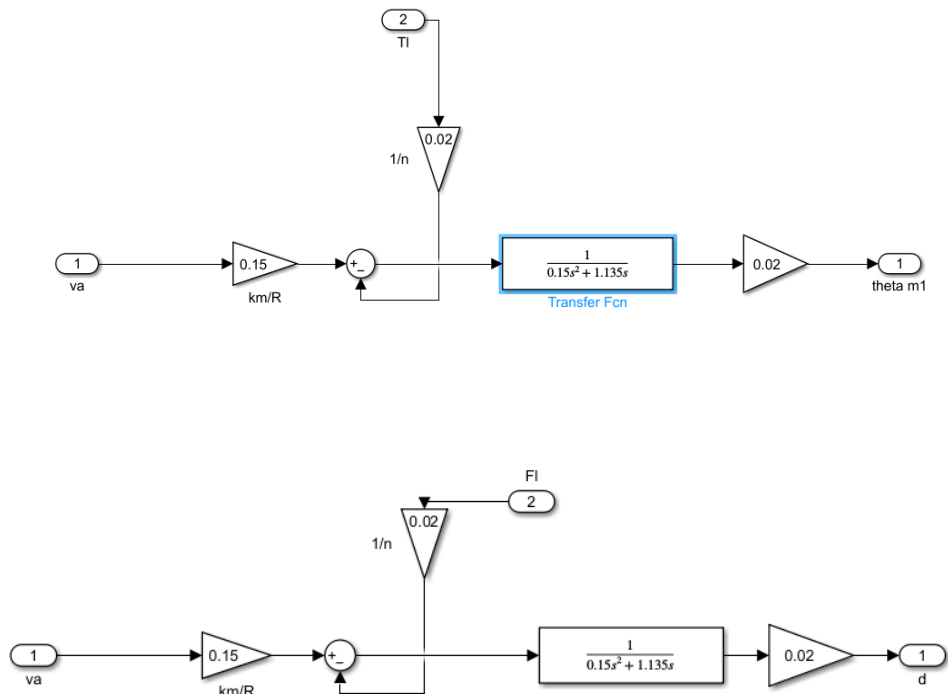 2
Tl
0.02
1/n
1
va
0.15
km/R
+
_
1
0.15s² + 1.135s
Transfer Fcn
0.02
1
theta m1
Fl
2
0.02
1/n
1
va
0.15
km/R
+
_
1
0.15s² + 1.135s
0.02
1
d